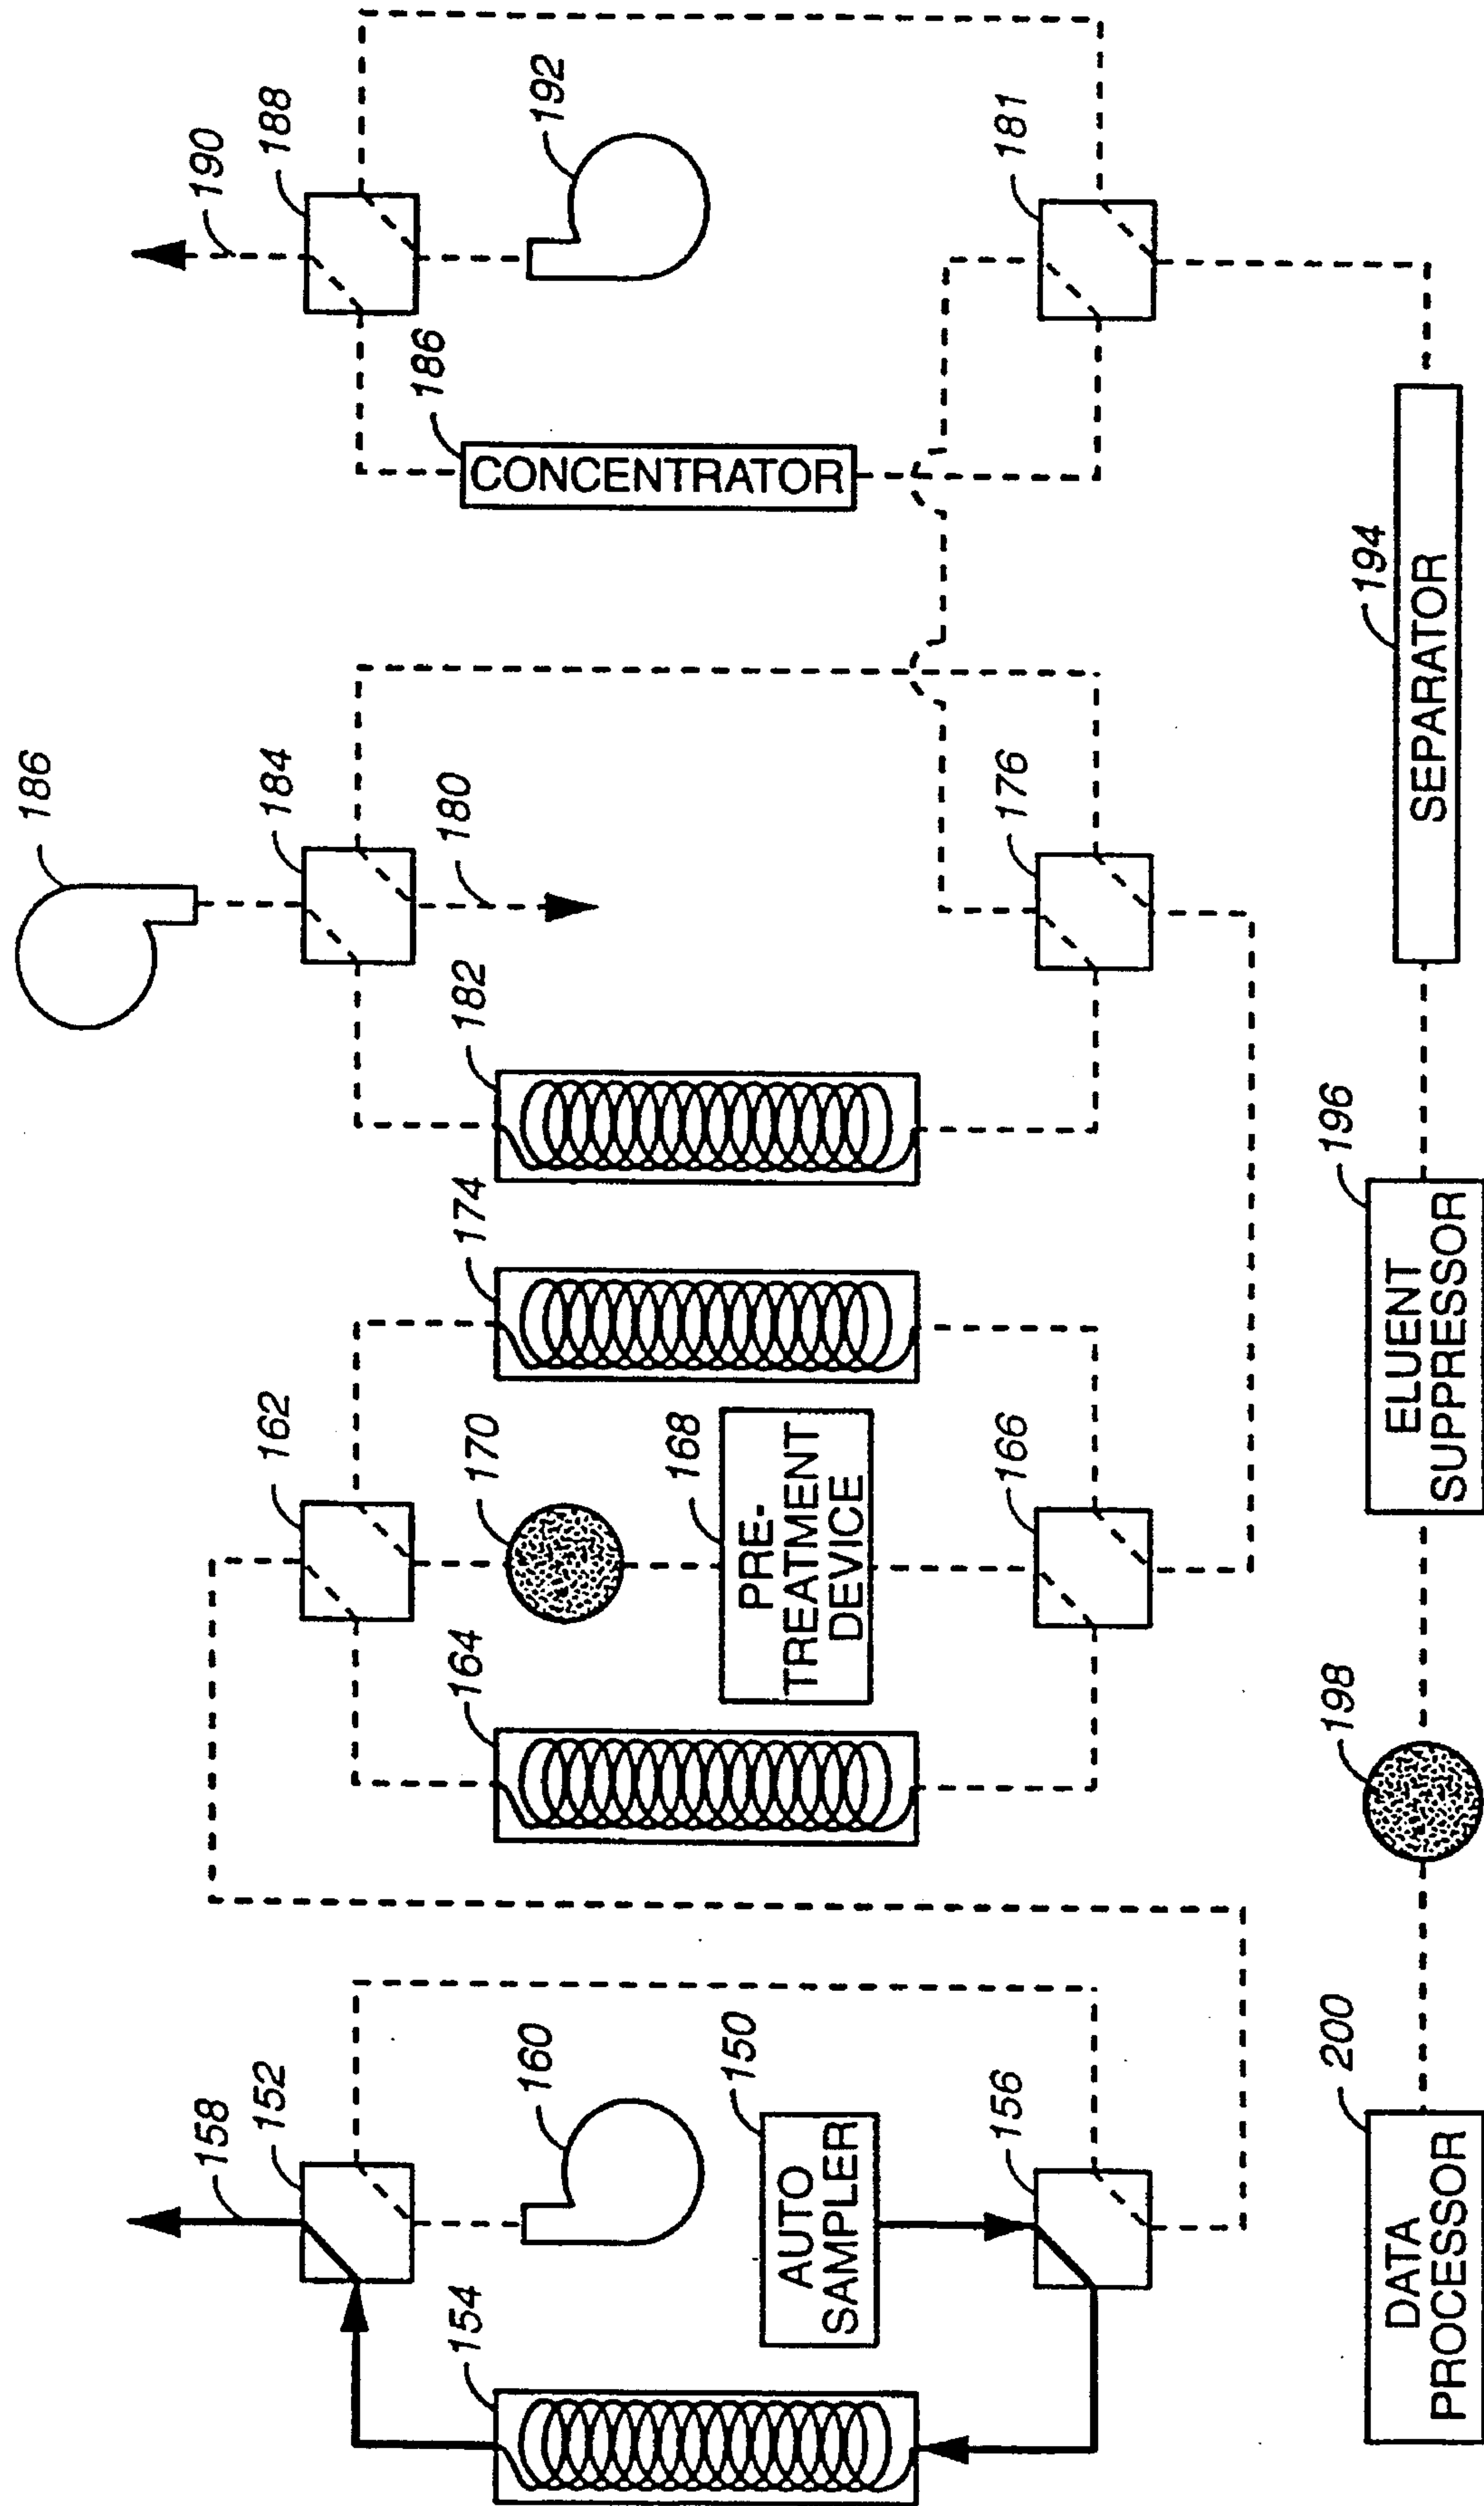 186
158
190
152
162
184
188
154
164
170
174
182
180
186
CONCENTRATOR
160
192
168
PRE-
TREATMENT
DEVICE
150
AUTO
SAMPLER
156
166
176
181
200
DATA
PROCESSOR
198
196
ELUENT
SUPPRESSOR
194
SEPARATOR